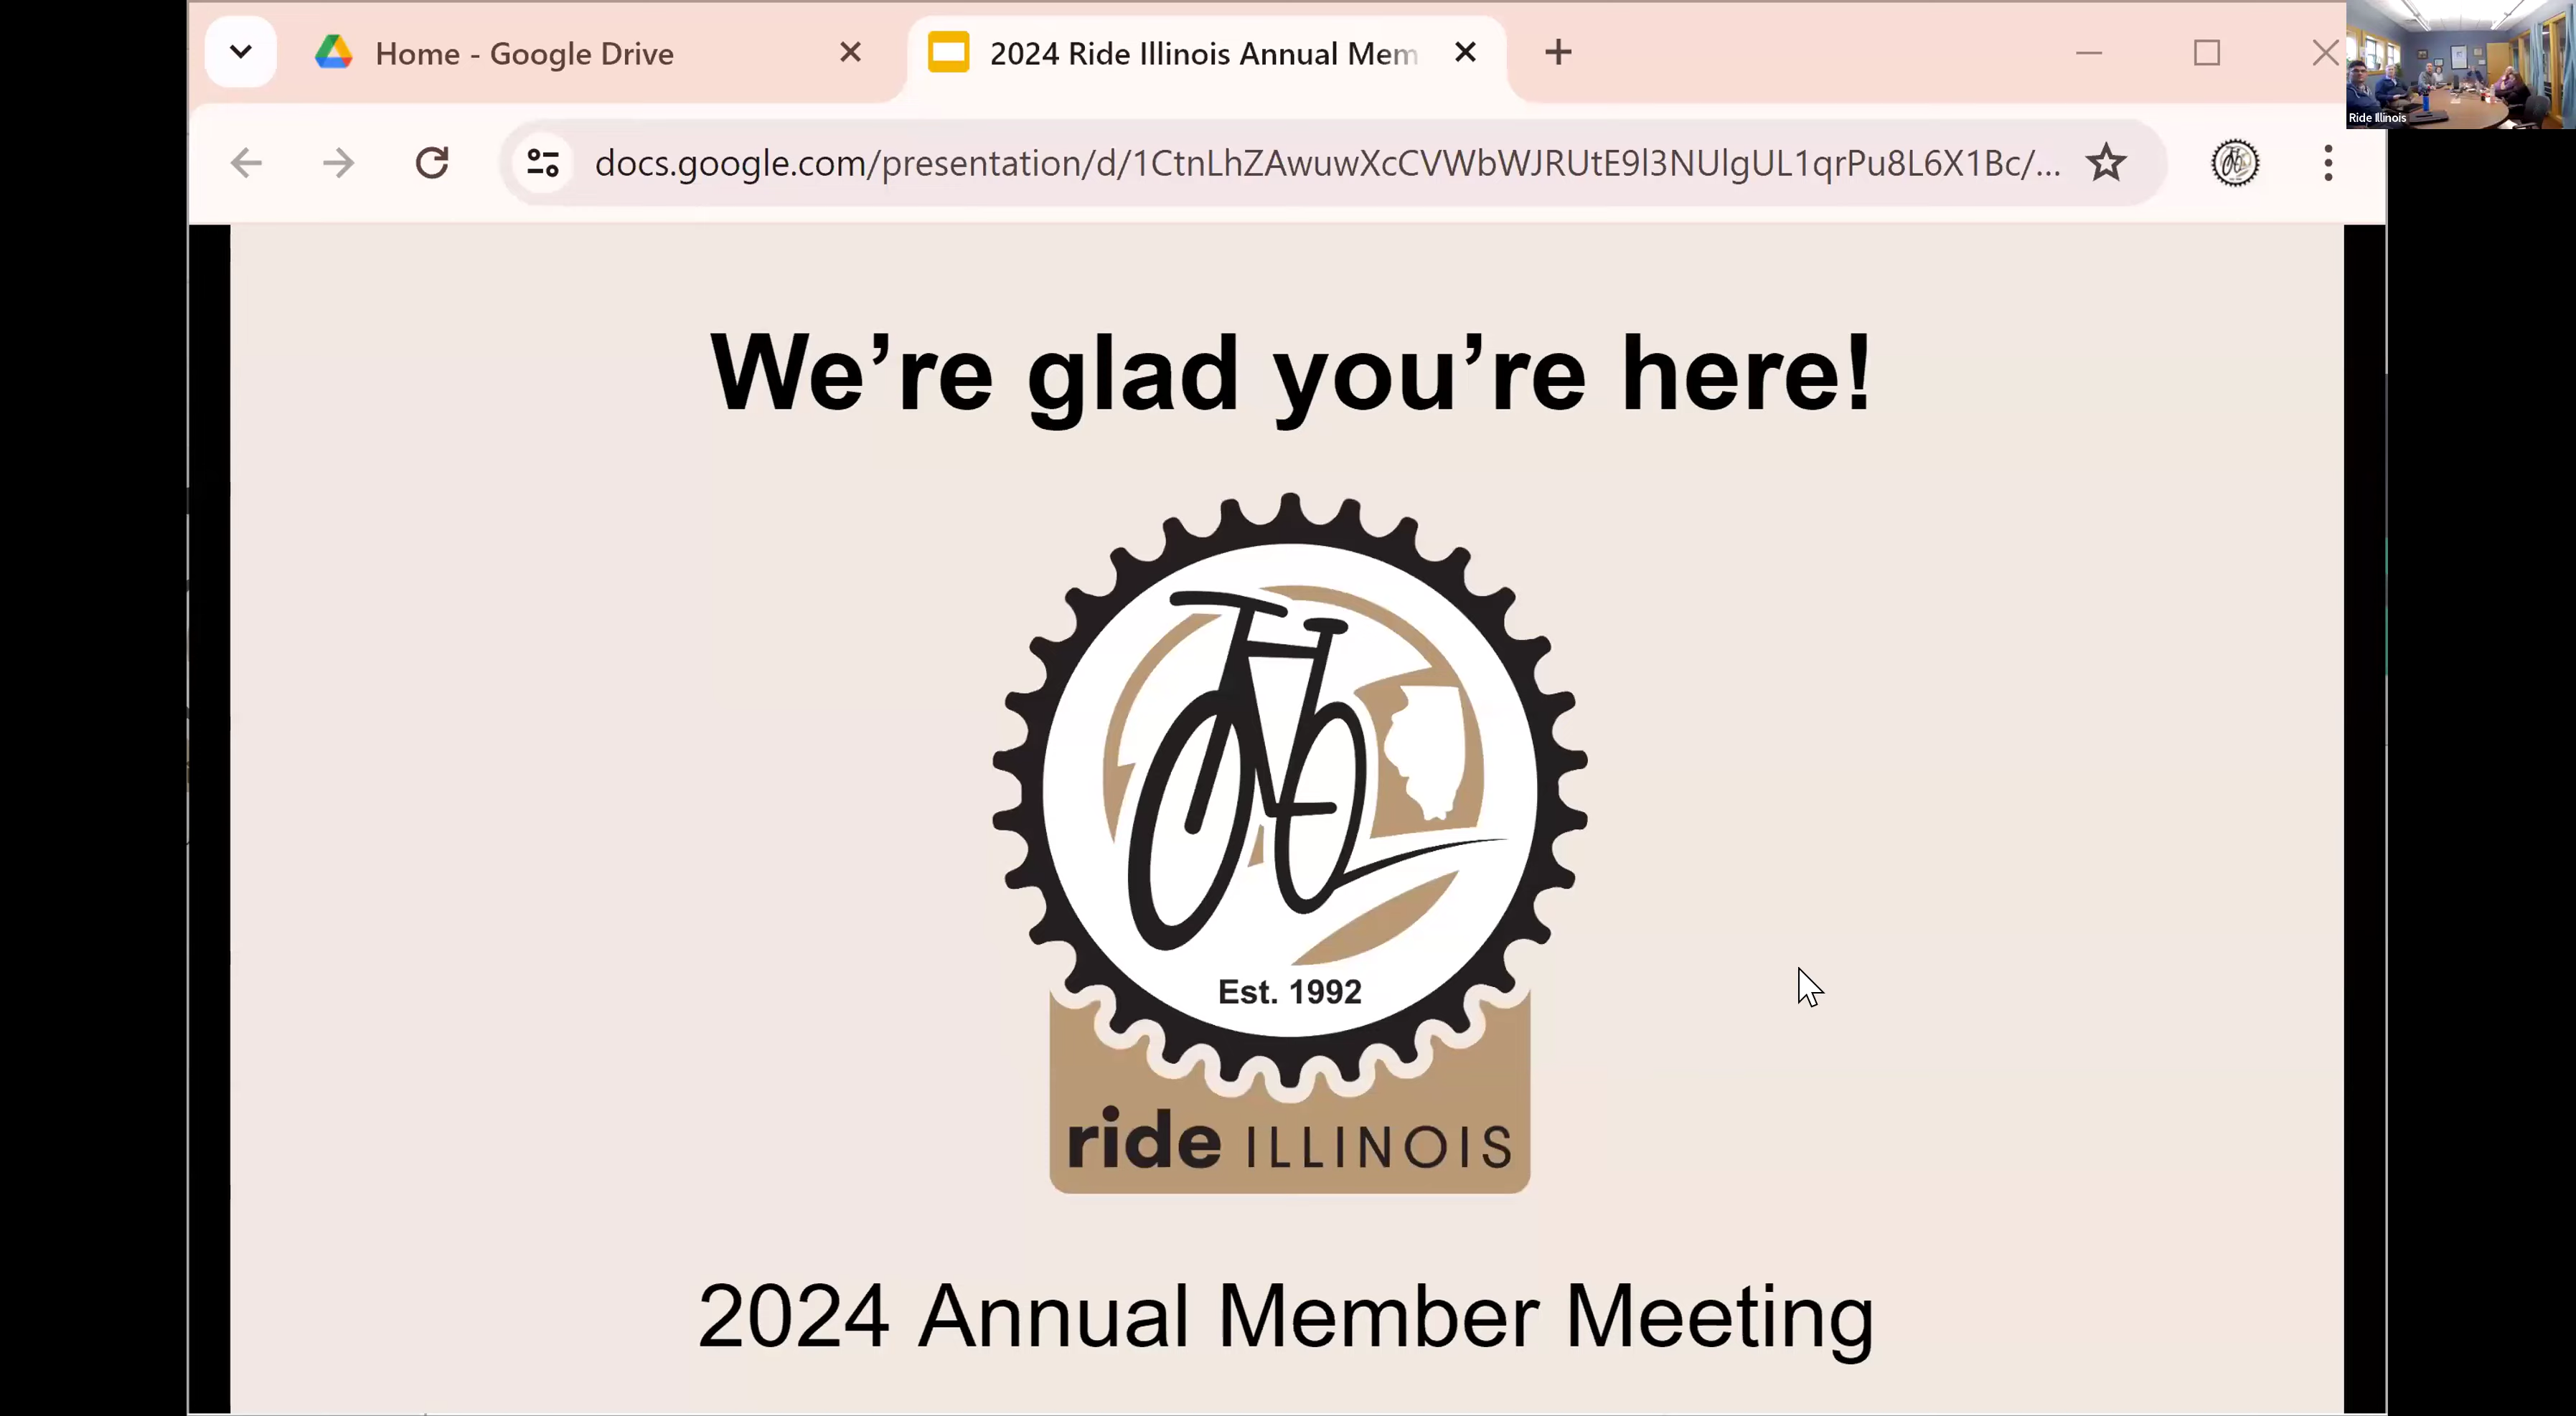 Home - Google Drive
2024 Ride Illinois Annual Mem
docs.google.com/presentation/d/1CtnLhZAwuwXcCVWbWJRUtE9l3NUlgUL1qrPu8L6X1Bc/...
Ride Illinois
We're glad you're here!
Est. 1992
ride ILLINOIS
2024 Annual Member Meeting